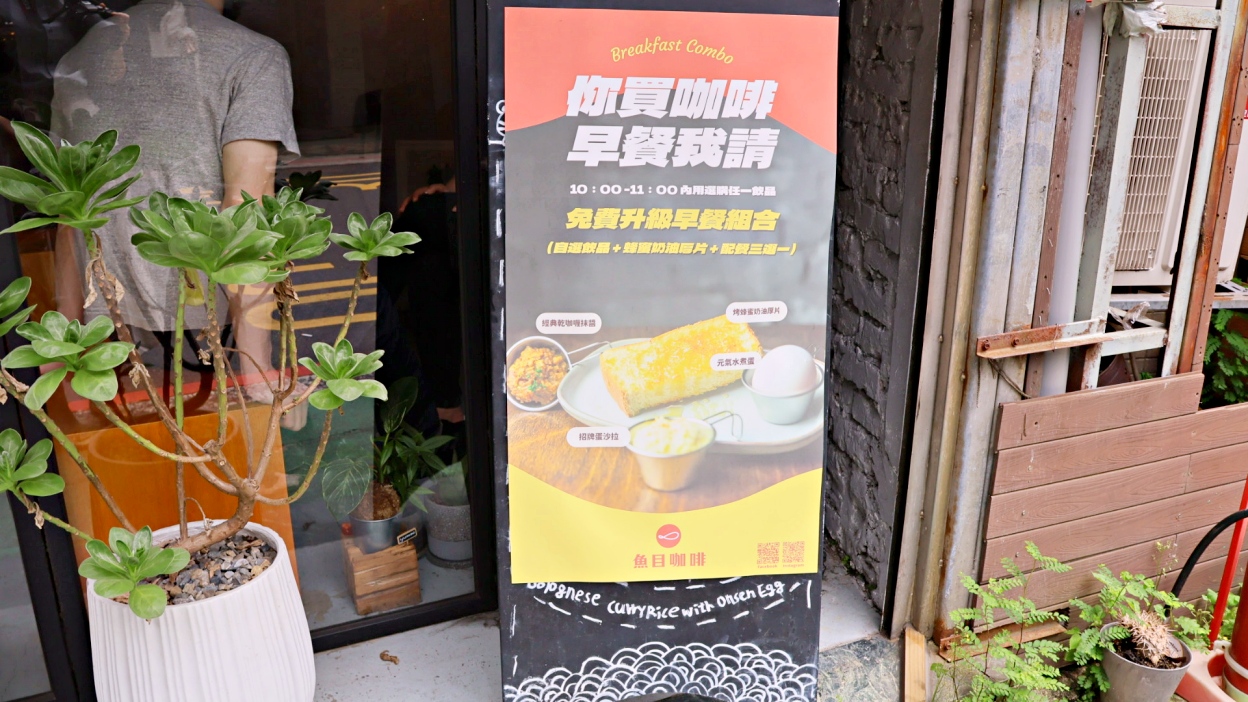 Breakfast Combo
你買咖啡
早餐我請
10：00-11：00內用選購任一飲品
免費升級早餐組合
(自選飲品+蜂蜜奶油厚片+配餐三選一)
烤蜂蜜奶油厚片
經典乾咖喱抹醬
元氣水煮蛋
招牌蛋沙拉
魚目咖啡
Bolognese curry Rice with onsen Egg